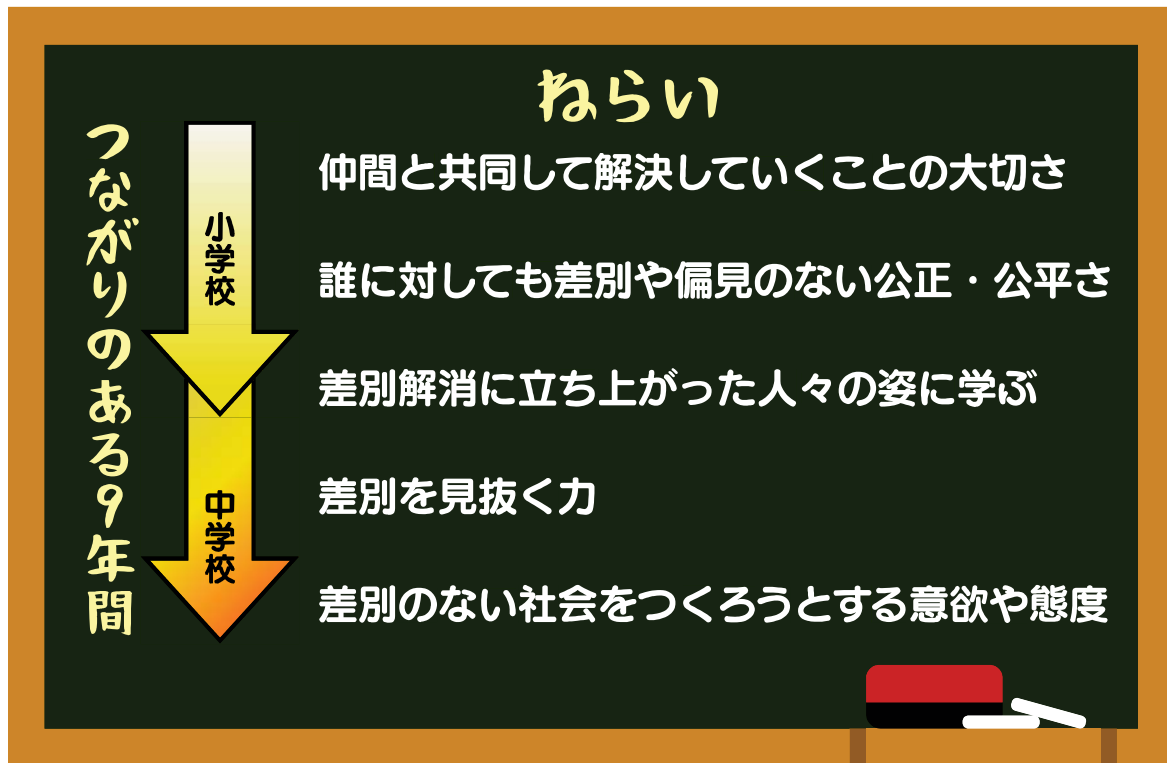 ねらい
つながりのある9年間
小学校
中学校
仲間と共同して解決していくことの大切さ
誰に対しても差別や偏見のない公正・公平さ
差別解消に立ち上がった人々の姿に学ぶ
差別を見抜く力
差別のない社会をつくろうとする意欲や態度